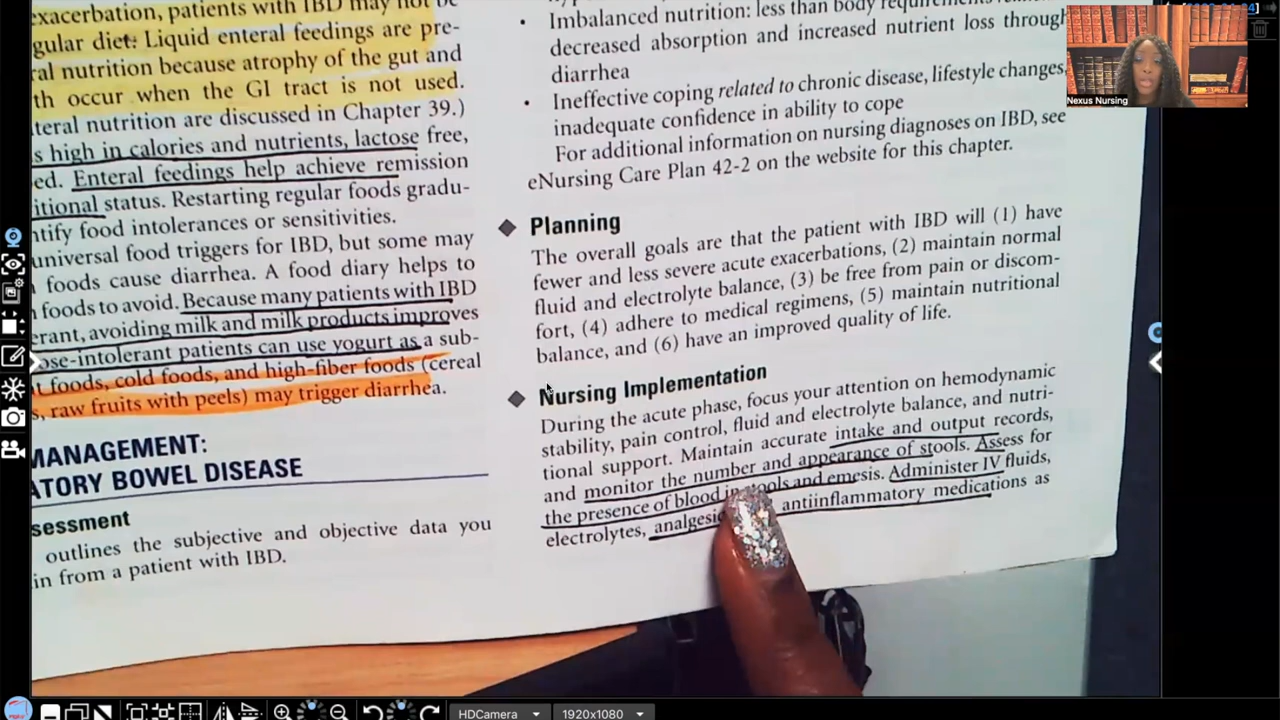 exacerbation, patients with IBD may not be
gular diet. Liquid enteral feedings are pre-
ral nutrition because atrophy of the gut and
th occur when the GI tract is not used.
teral nutrition are discussed in Chapter 39.)
s high in calories and nutrients, lactose free,
ed. Enteral feedings help achieve remission
itional status. Restarting regular foods gradu-
ntify food intolerances or sensitivities.
universal food triggers for IBD, but some may
foods cause diarrhea. A food diary helps to
foods to avoid. Because many patients with IBD
erant, avoiding milk and milk products improves
ose-intolerant patients can use yogurt as a sub-
t foods, cold foods, and high-fiber foods (cereal
s, raw fruits with peels) may trigger diarrhea.
MANAGEMENT:
ATORY BOWEL DISEASE
sessment
outlines the subjective and objective data you
in from a patient with IBD.
• Imbalanced nutrition: less than body requirements
decreased absorption and increased nutrient loss through
diarrhea
• Ineffective coping related to chronic disease, lifestyle changes,
inadequate confidence in ability to cope
For additional information on nursing diagnoses on IBD, see
eNursing Care Plan 42-2 on the website for this chapter.
Planning
The overall goals are that the patient with IBD will (1) have
fewer and less severe acute exacerbations, (2) maintain normal
fluid and electrolyte balance, (3) be free from pain or discom-
fort, (4) adhere to medical regimens, (5) maintain nutritional
balance, and (6) have an improved quality of life.
Nursing Implementation
During the acute phase, focus your attention on hemodynamic
stability, pain control, fluid and electrolyte balance, and nutri-
tional support. Maintain accurate intake and output records,
and monitor the number and appearance of stools. Assess for
the presence of blood in stools and emesis. Administer IV fluids,
electrolytes, analgesic antiinflammatory medications as
Nexus Nursing
HDCamera
1920x1080